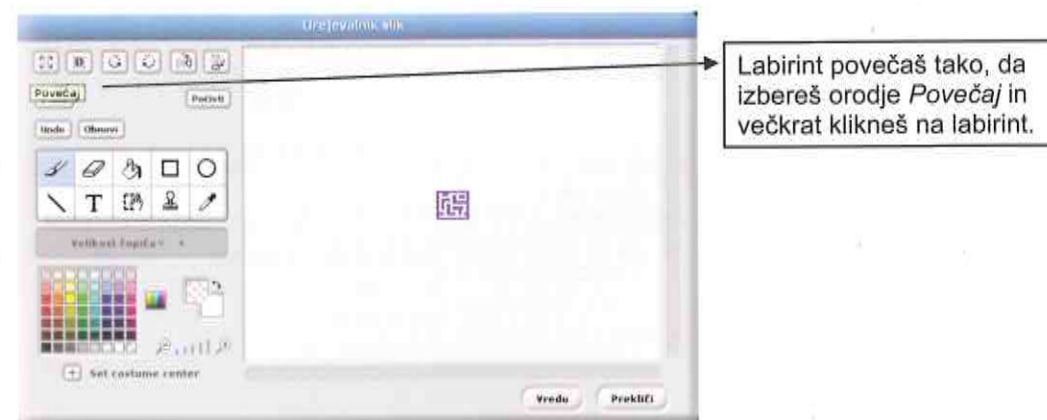 Urejevalnik slik
Povečaj
Počisti
Undo
Obnovi
T
Velikost čopiča:
+ Set costume center
Vredu
Prekliči
Labirint povečaš tako, da
izbereš orodje Povečaj in
večkrat klikneš na labirint.